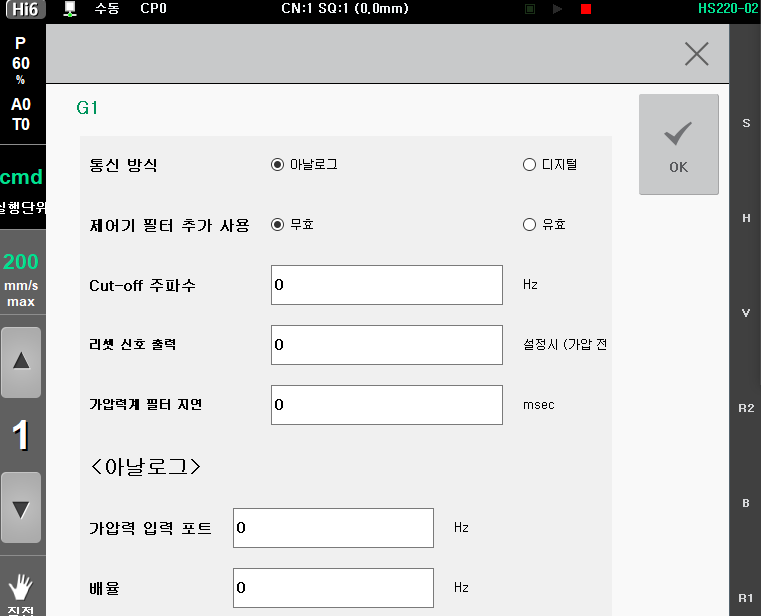 Hi6 수동 CP0 CN:1 SQ:1 (0,0mm) HS220-02
P
60
%
A0
T0
cmd
실행단위
200
mm/s
max
1
직전
G1
OK
통신 방식 아날로그 디지털
제어기 필터 추가 사용 무효 유효
Cut-off 주파수 0 Hz
리셋 신호 출력 0 설정시 (가압 전
가압력계 필터 지연 0 msec
<아날로그>
가압력 입력 포트 0 Hz
배율 0 Hz
S
H
V
R2
B
R1